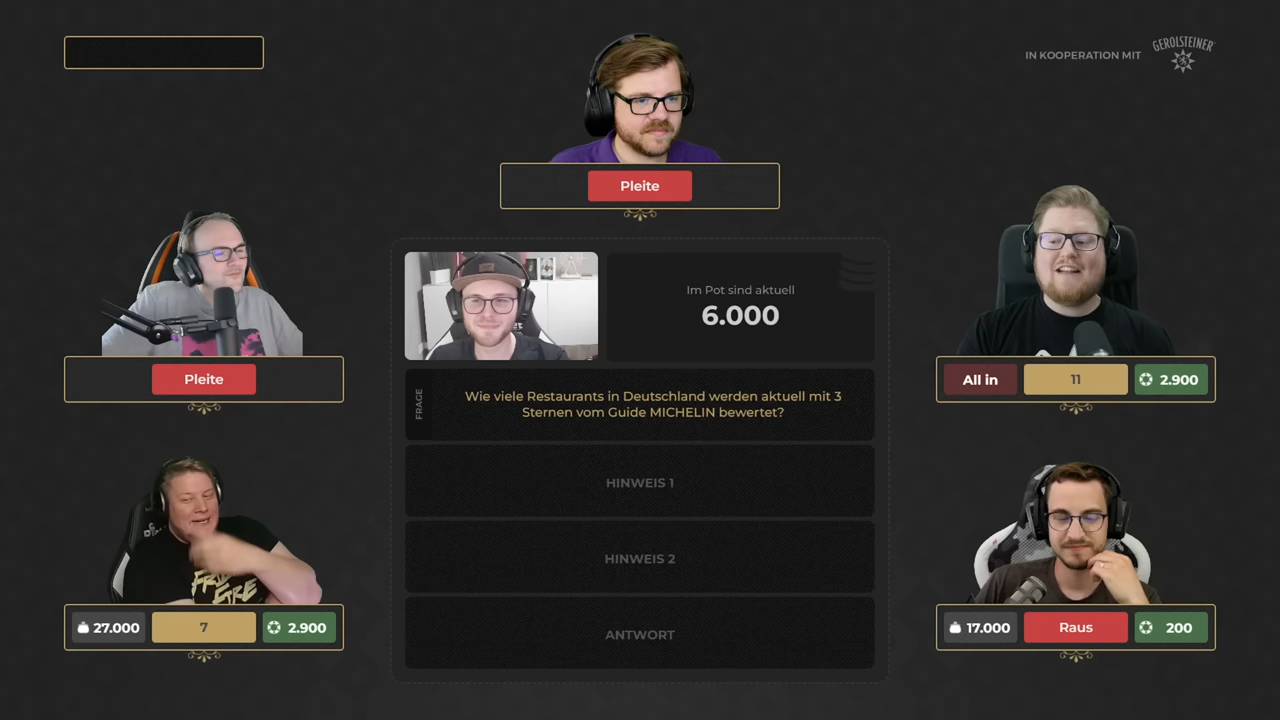 IN KOOPERATION MIT
GEROLSTEINER
Pleite
Im Pot sind aktuell
6.000
Pleite
All in
11
2.900
FRAGE
Wie viele Restaurants in Deutschland werden aktuell mit 3
Sternen vom Guide MICHELIN bewertet?
HINWEIS 1
HINWEIS 2
ANTWORT
27.000
7
2.900
17.000
Raus
200